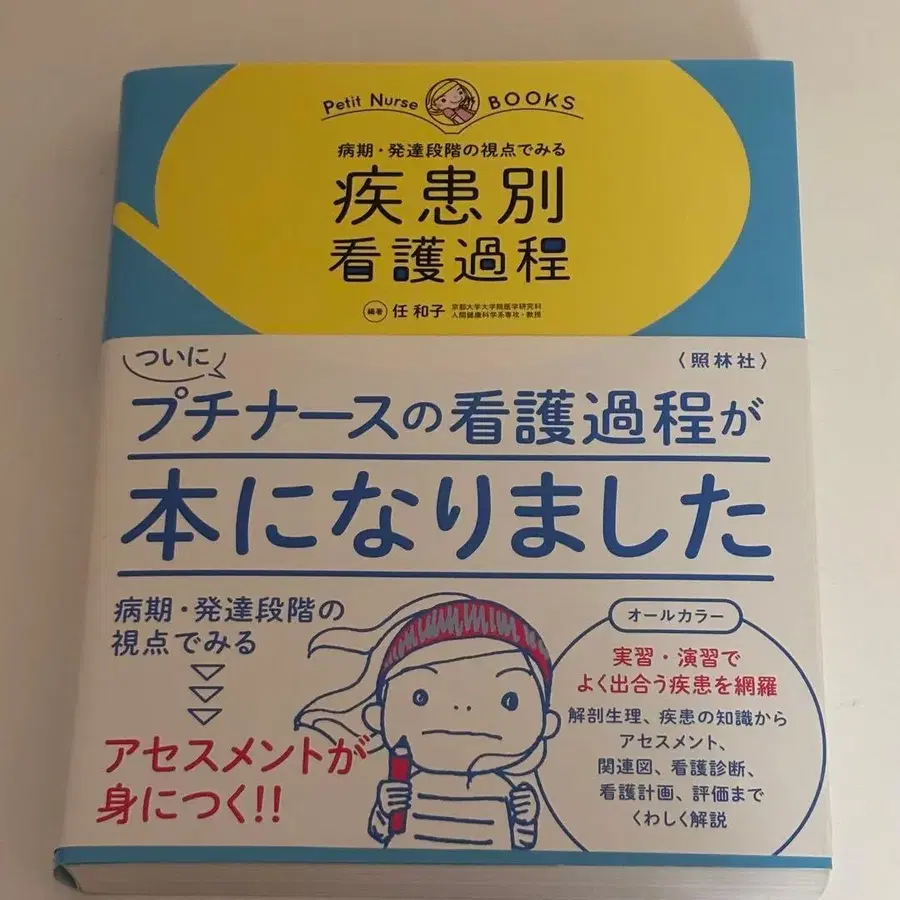 Petit Nurse BOOKS
病期・発達段階の視点でみる
疾患別
看護過程
編著 任 和子 京都大学大学院医学研究科
人間健康科学系専攻・教授
〈照林社〉
ついに
プチナースの看護過程が
本になりました
病期・発達段階の
視点でみる
アセスメントが
身につく!!
オールカラー
実習・演習で
よく出合う疾患を網羅
解剖生理、疾患の知識から
アセスメント、
関連図、看護診断、
看護計画、評価まで
くわしく解説